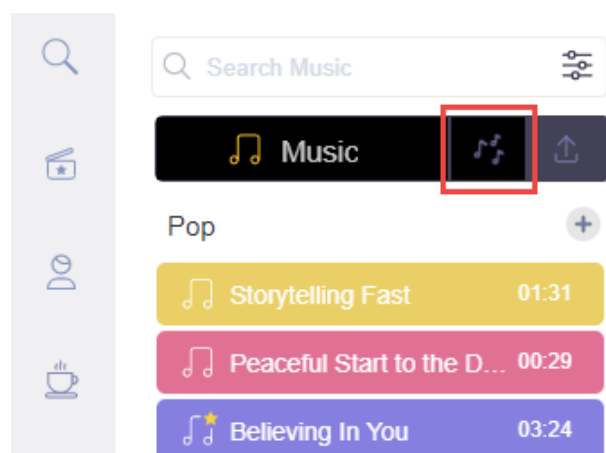 Search Music
Music
Pop
Storytelling Fast 01:31
Peaceful Start to the D... 00:29
Believing In You 03:24